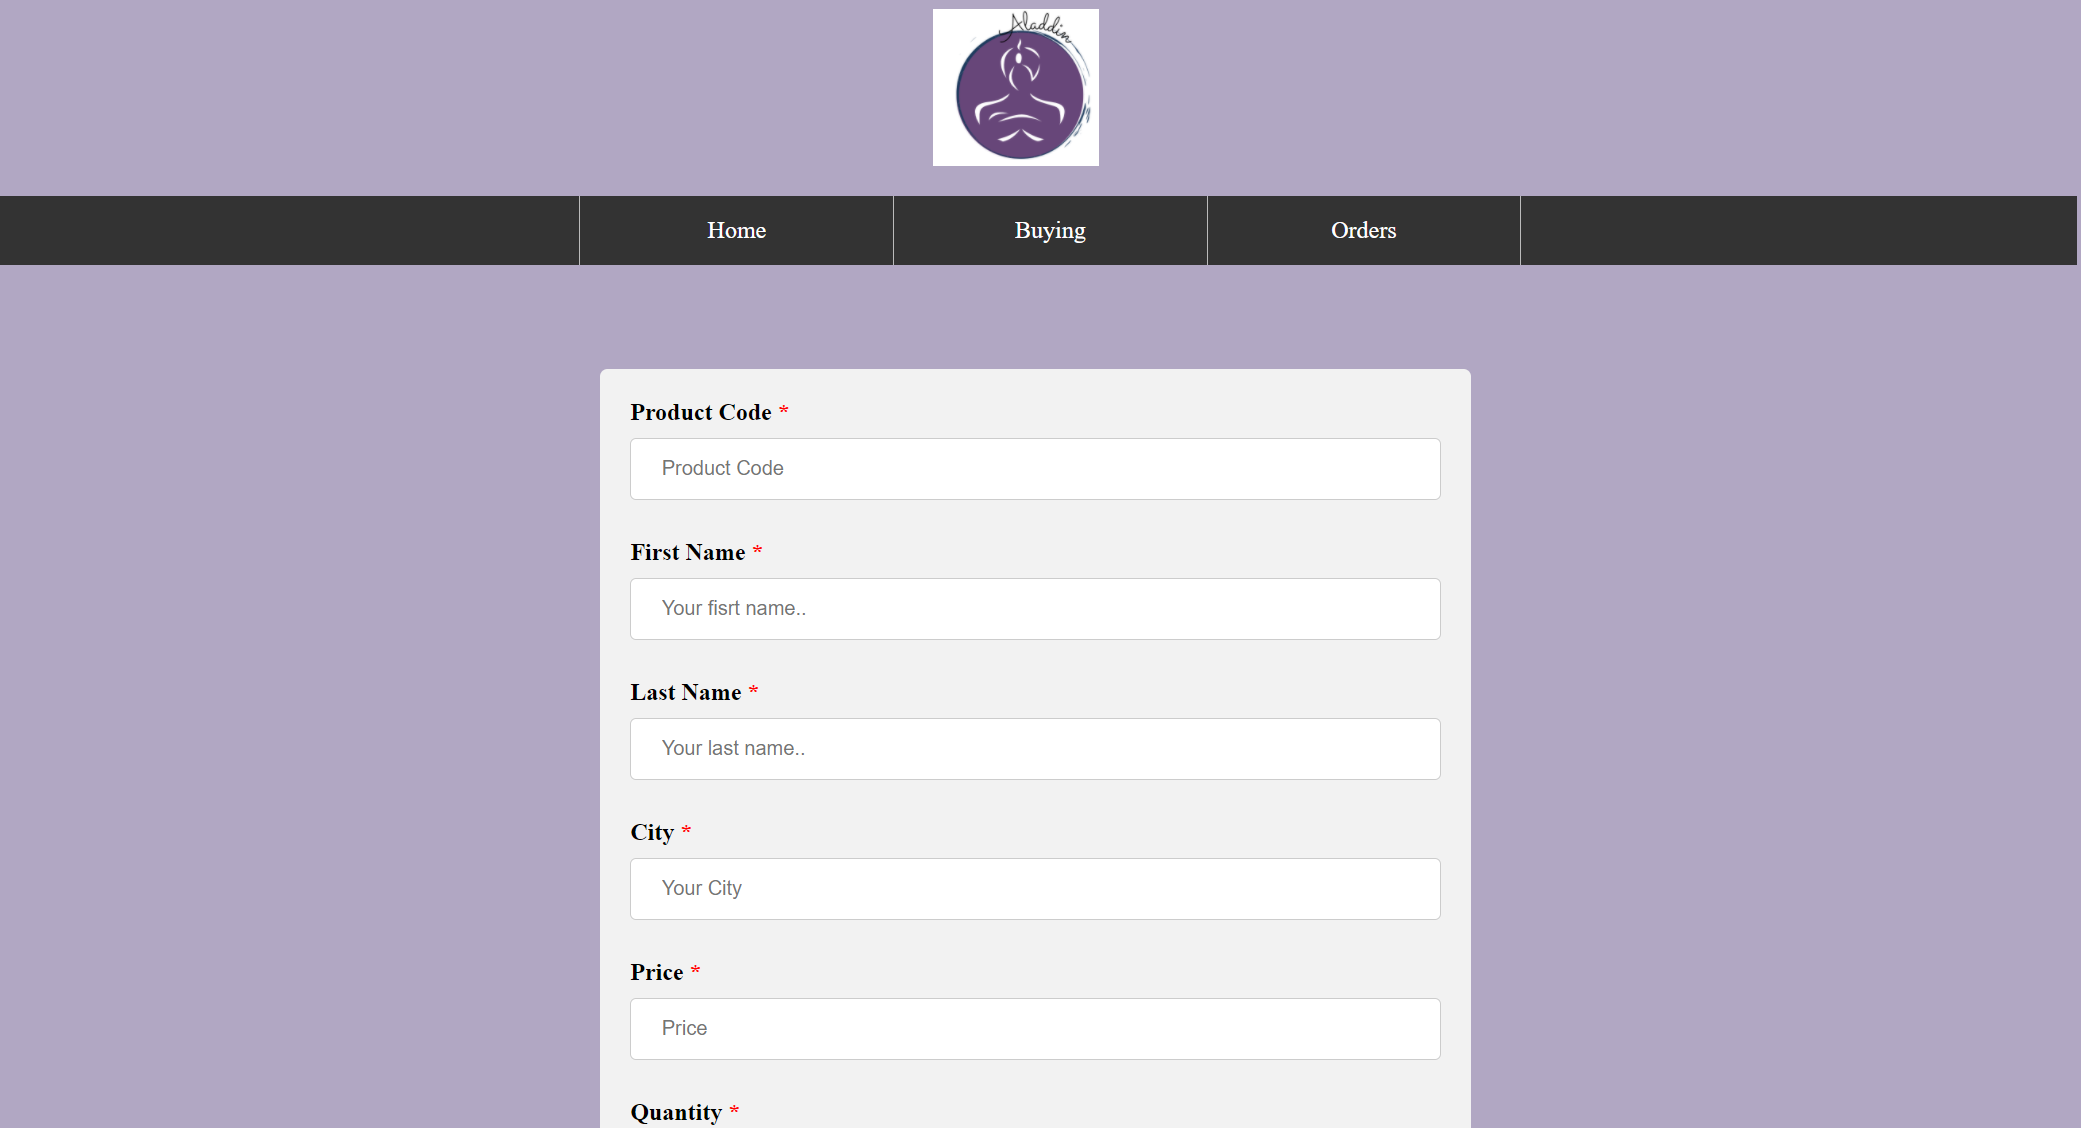 Aladdin
Home Buying Orders
Product Code *
Product Code
First Name *
Your fisrt name..
Last Name *
Your last name..
City *
Your City
Price *
Price
Quantity *